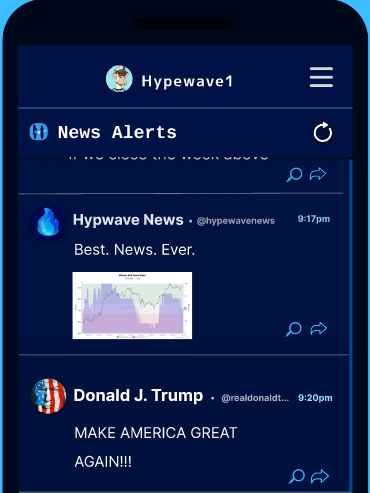 Hypewave1
News Alerts
if we close the week above
Hypwave News • @hypewavenews 9:17pm
Best. News. Ever.
Donald J. Trump • @realdonaldt... 9:20pm
MAKE AMERICA GREAT
AGAIN!!!